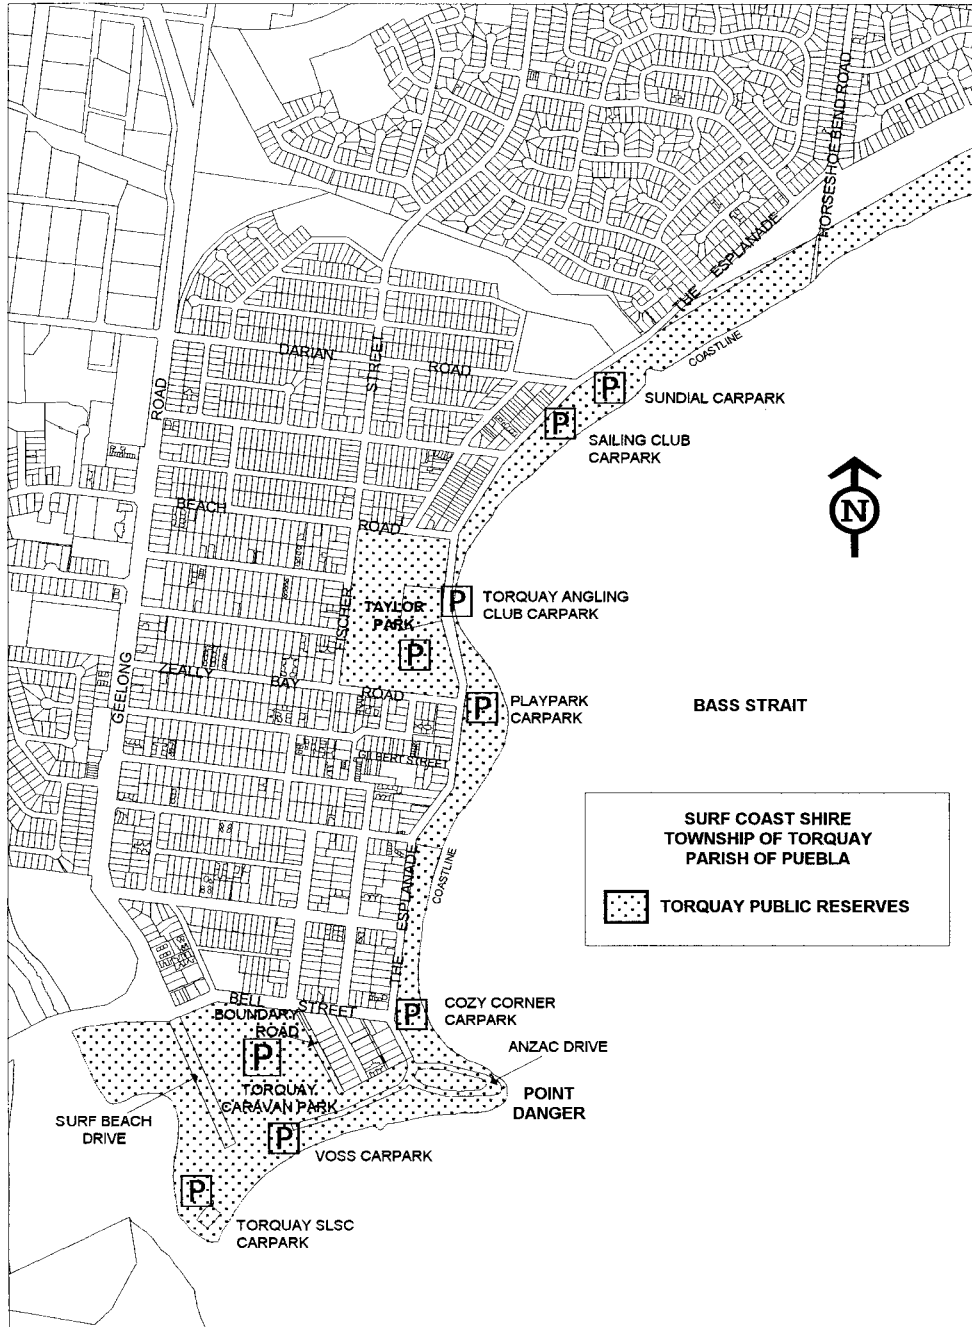 HORSESHOE BEND ROAD
THE ESPLANADE
COASTLINE
DARIAN
ROAD
STREET
ROAD
P
SUNDIAL CARPARK
P
SAILING CLUB
CARPARK
N
BEACH
ROAD
P
TORQUAY ANGLING
CLUB CARPARK
TAYLOR
PARK
FISCHER
P
GEELONG
ZEALLY
BAY
ROAD
P
PLAYPARK
CARPARK
BASS STRAIT
GILBERT STREET
SURF COAST SHIRE
TOWNSHIP OF TORQUAY
PARISH OF PUEBLA
TORQUAY PUBLIC RESERVES
COASTLINE
THE ESPLANADE
BELL
STREET
BOUNDARY
ROAD
P
COZY CORNER
CARPARK
ANZAC DRIVE
P
POINT
DANGER
TORQUAY
CARAVAN PARK
SURF BEACH
DRIVE
P
VOSS CARPARK
P
TORQUAY SLSC
CARPARK